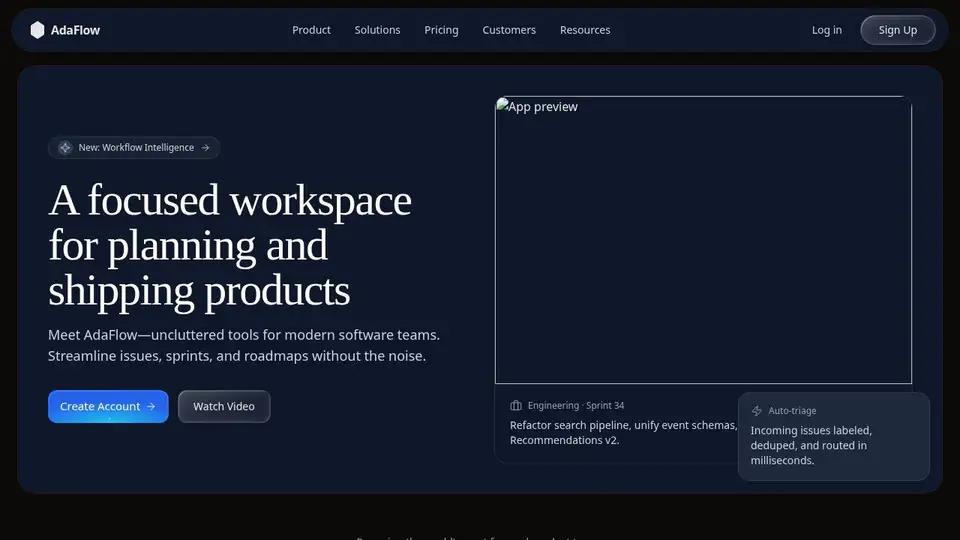 AdaFlow
Product
Solutions
Pricing
Customers
Resources
Log in
Sign Up
New: Workflow Intelligence
A focused workspace
for planning and
shipping products
Meet AdaFlow—uncluttered tools for modern software teams.
Streamline issues, sprints, and roadmaps without the noise.
Create Account
Watch Video
App preview
Engineering · Sprint 34
Refactor search pipeline, unify event schemas,
Recommendations v2.
Auto-triage
Incoming issues labeled,
deduped, and routed in
milliseconds.